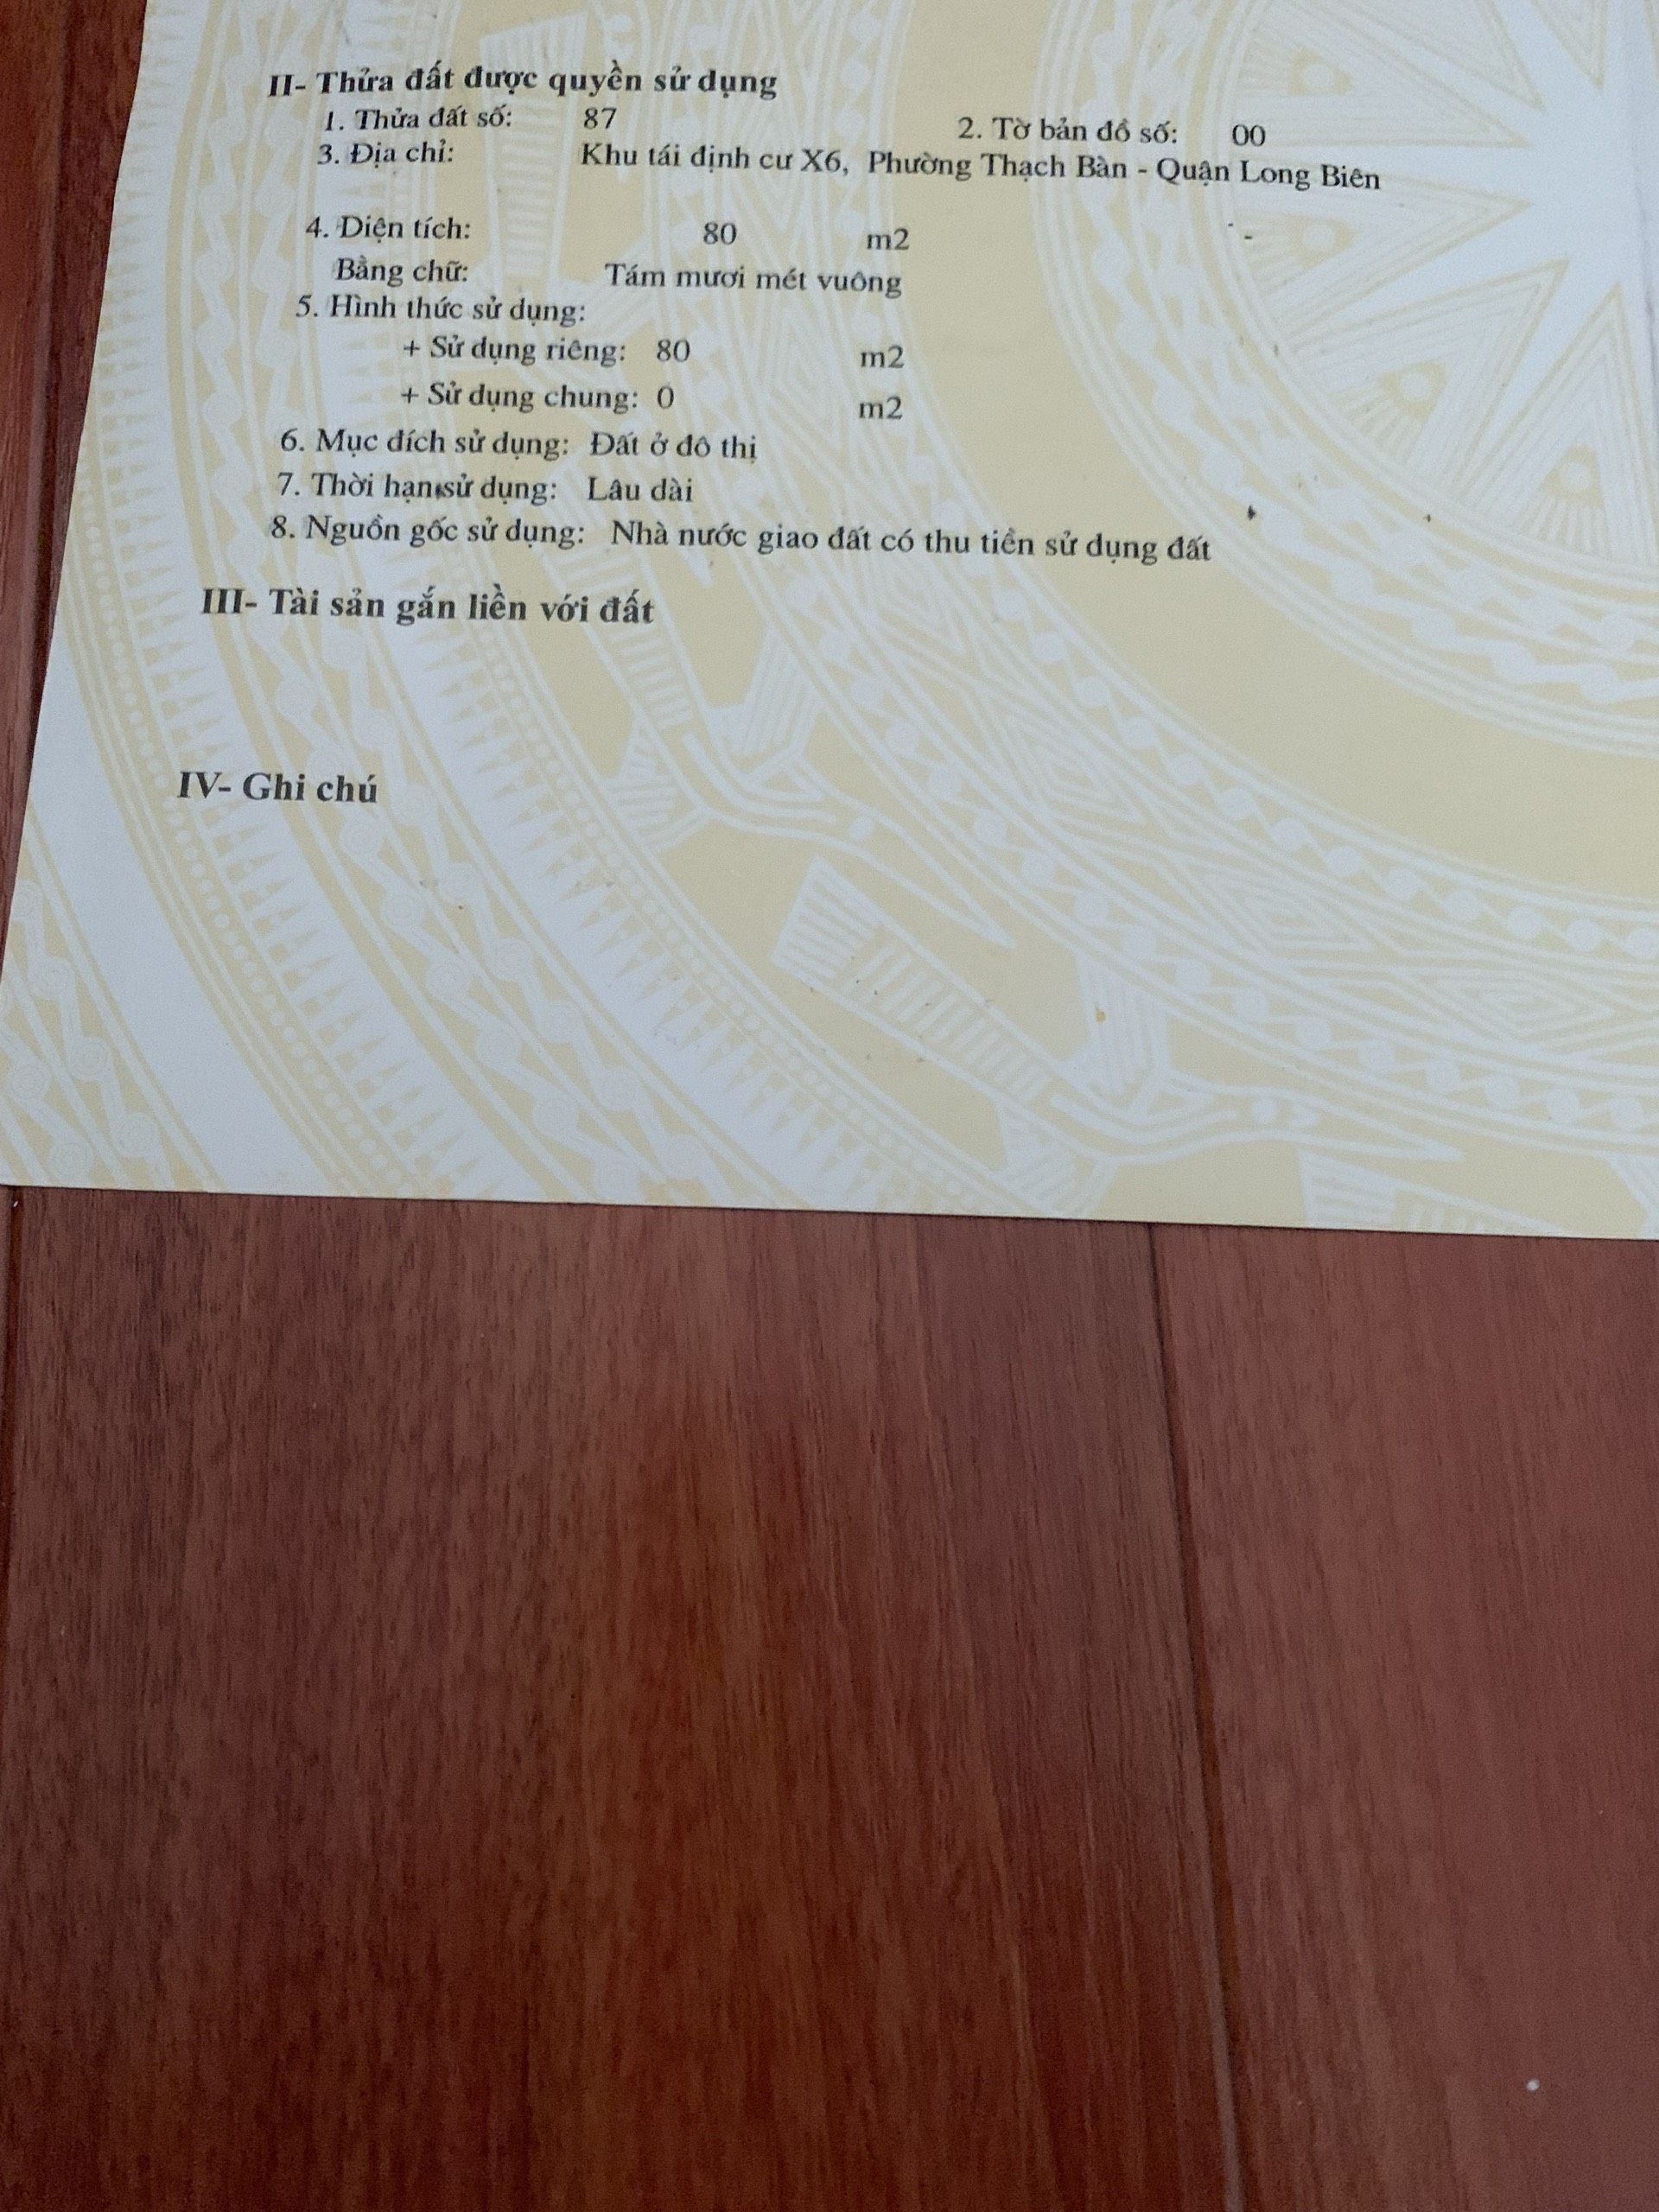 II- Thửa đất được quyền sử dụng
1. Thửa đất số: 87 2. Tờ bản đồ số: 00
3. Địa chỉ: Khu tái định cư X6, Phường Thạch Bàn - Quận Long Biên
4. Diện tích: 80 m2
Bằng chữ: Tám mươi mét vuông
5. Hình thức sử dụng:
+ Sử dụng riêng: 80 m2
+ Sử dụng chung: 0 m2
6. Mục đích sử dụng: Đất ở đô thị
7. Thời hạn sử dụng: Lâu dài
8. Nguồn gốc sử dụng: Nhà nước giao đất có thu tiền sử dụng đất
III- Tài sản gắn liền với đất
IV- Ghi chú